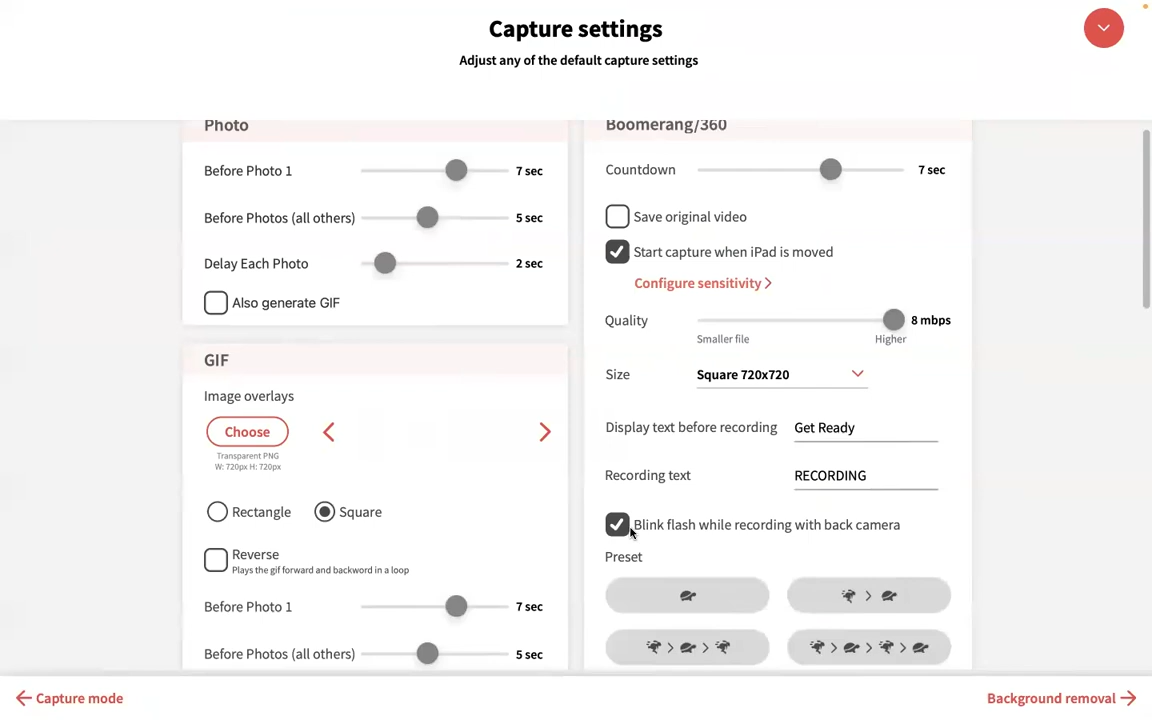 Capture settings
Adjust any of the default capture settings
Photo
Before Photo 1 7 sec
Before Photos (all others) 5 sec
Delay Each Photo 2 sec
Also generate GIF
GIF
Image overlays
Choose
Transparent PNG
W: 720px H: 720px
Rectangle Square
Reverse
Plays the gif forward and backword in a loop
Before Photo 1 7 sec
Before Photos (all others) 5 sec
Boomerang/360
Countdown 7 sec
Save original video
Start capture when iPad is moved
Configure sensitivity >
Quality 8 mbps
Smaller file Higher
Size Square 720x720
Display text before recording Get Ready
Recording text RECORDING
Blink flash while recording with back camera
Preset
Capture mode Background removal